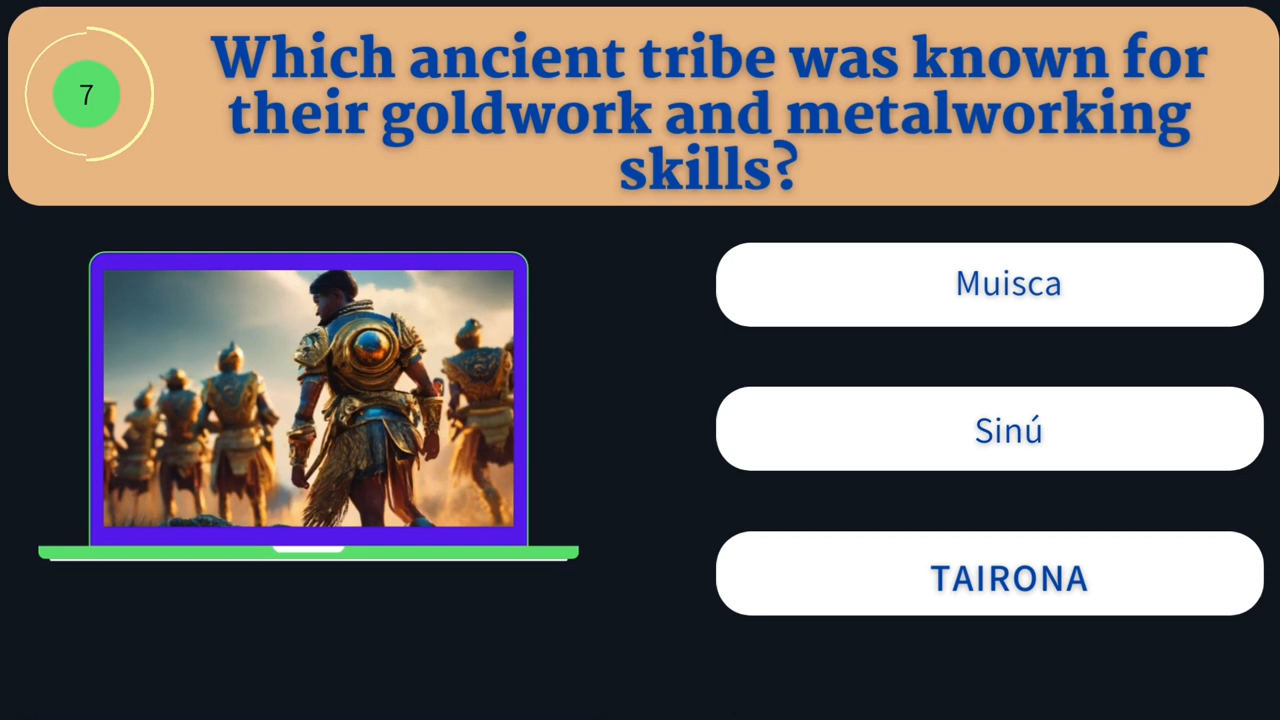 7
Which ancient tribe was known for
their goldwork and metalworking
skills?
Muisca
Sinú
TAIRONA